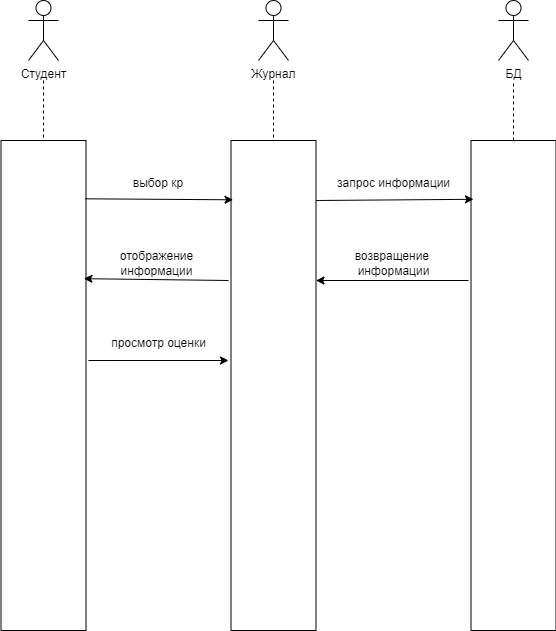 Студент
Журнал
БД
выбор кр
запрос информации
отображение
информации
возвращение
информации
просмотр оценки